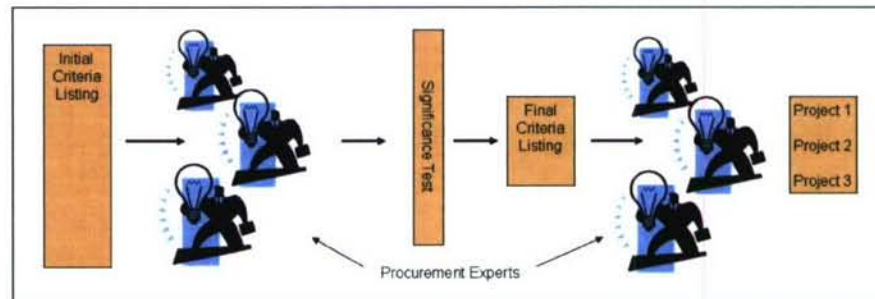 Initial
Criteria
Listing
Significance Test
Final
Criteria
Listing
Project 1
Project 2
Project 3
Procurement Experts